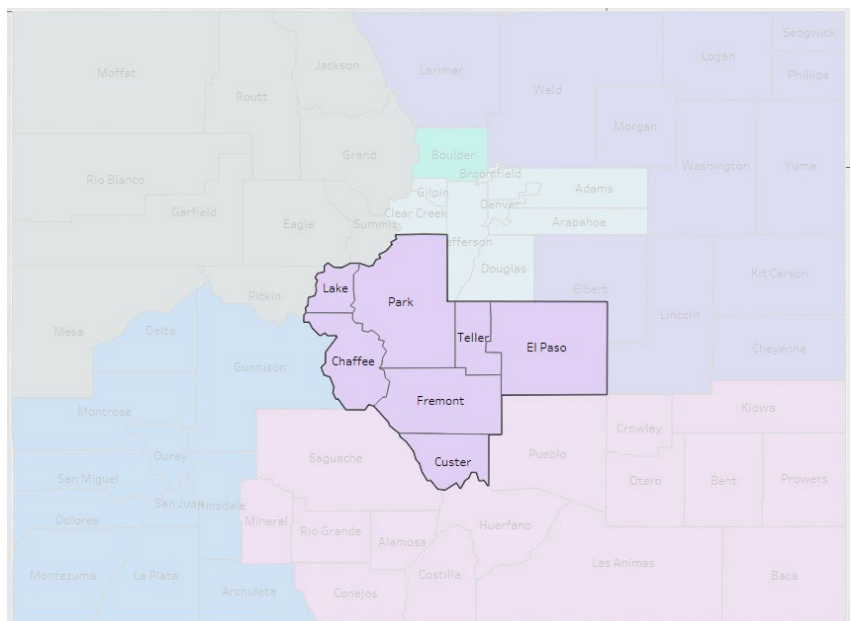 Sedgwick
Logan
Jackson
Moffat
Larimer
Phillips
Weld
Routt
Morgan
Grand
Boulder
Washington
Yuma
Rio Blanco
Broomfield
Gilpin
Adams
Denver
Garfield
Clear Creek
Eagle
Summit
Arapahoe
efferson
Douglas
Kit Carson
Lake
Elbert
Pitkin
Park
Lincoln
Mesa
Delta
Teller
El Paso
Cheyenne
Chaffee
Gunnison
Fremont
Kiowa
Montrose
Crowley
Pueblo
Ouray
Saguache
Custer
San Miguel
Otero
Bent
Prowers
San Juan
Hinsdale
Dolores
Mineral
Huerfano
Rio Grande
Alamosa
Las Animas
Montezuma
La Plata
Costilla
Baca
Archuleta
Conejos